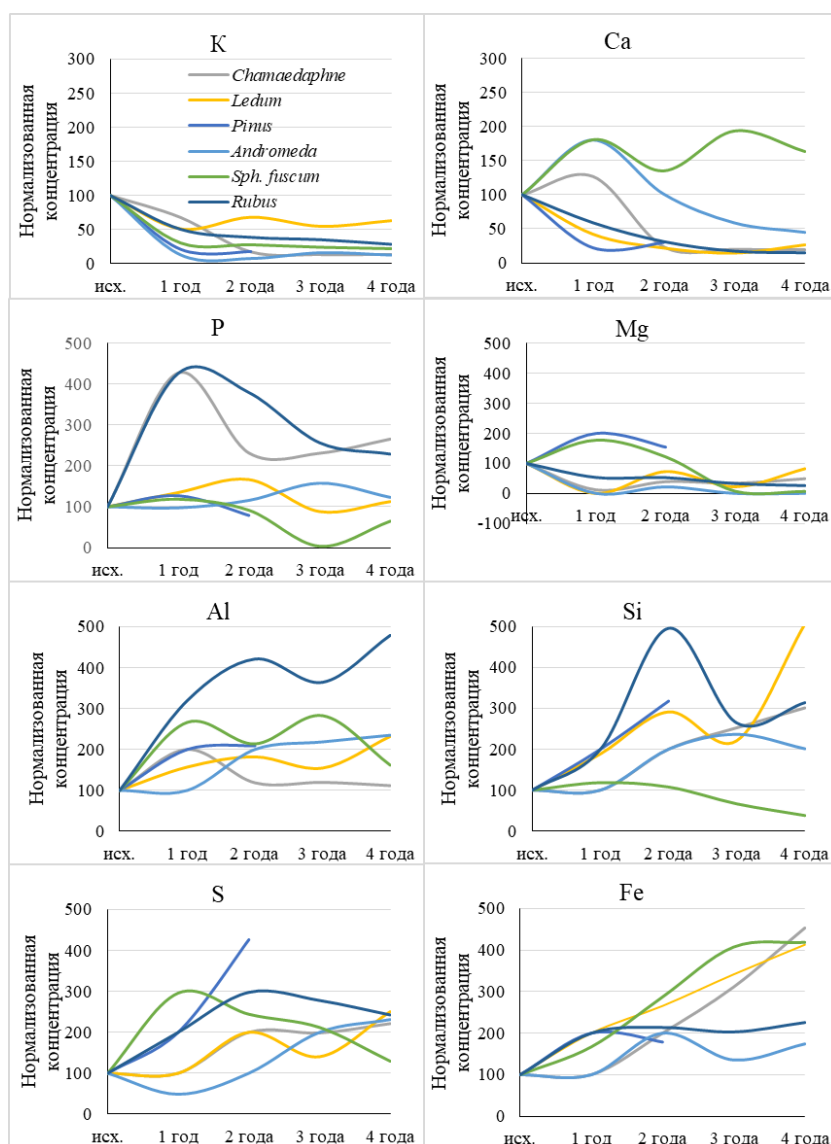 К
Нормализованная
концентрация
300
250
200
150
100
50
0
Chamaedaphne
Ledum
Pinus
Andromeda
Sph. fuscum
Rubus
исх. 1 год 2 года 3 года 4 года
Ca
Нормализованная
концентрация
300
250
200
150
100
50
0
исх. 1 год 2 года 3 года 4 года
P
Нормализованная
концентрация
500
400
300
200
100
0
исх. 1 год 2 года 3 года 4 года
Mg
Нормализованная
концентрация
500
400
300
200
100
0
-100
исх. 1 год 2 года 3 года 4 года
Al
Нормализованная
концентрация
500
400
300
200
100
0
исх. 1 год 2 года 3 года 4 года
Si
Нормализованная
концентрация
500
400
300
200
100
0
исх. 1 год 2 года 3 года 4 года
S
Нормализованная
концентрация
500
400
300
200
100
0
исх. 1 год 2 года 3 года 4 года
Fe
Нормализованная
концентрация
500
400
300
200
100
0
исх. 1 год 2 года 3 года 4 года